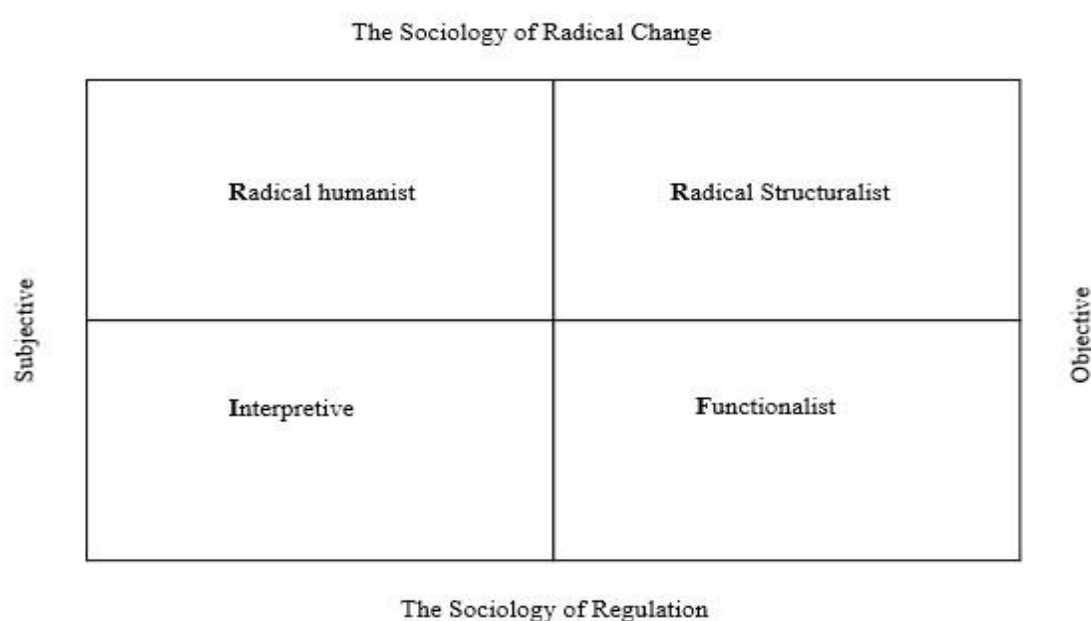 The Sociology of Radical Change
Radical humanist
Radical Structuralist
Subjective
Objective
Interpretive
Functionalist
The Sociology of Regulation